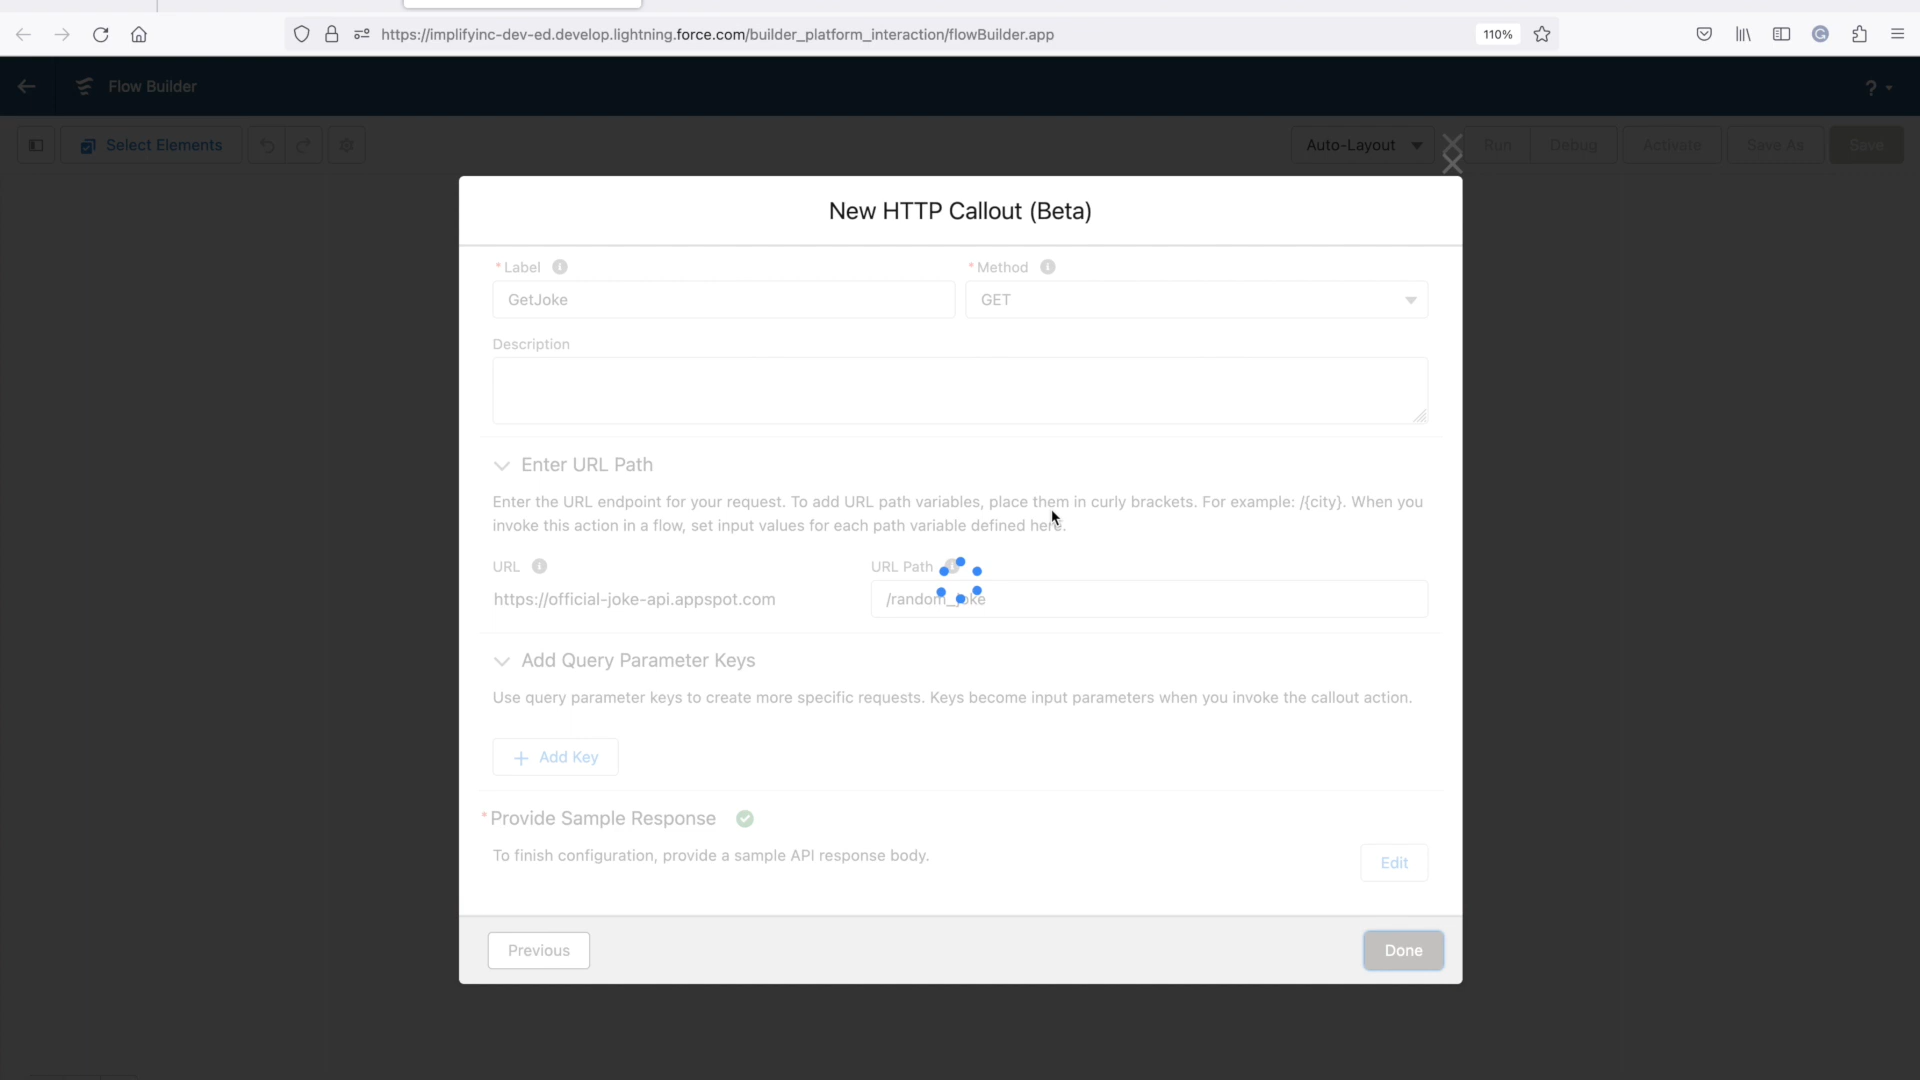 https://implifyinc-dev-ed.develop.lightning.force.com/builder_platform_interaction/flowBuilder.app
110%
Flow Builder
?
Select Elements
Auto-Layout
Run
Debug
Activate
Save As
Save
New HTTP Callout (Beta)
* Label
* Method
GetJoke
GET
Description
Enter URL Path
Enter the URL endpoint for your request. To add URL path variables, place them in curly brackets. For example: /{city}. When you
invoke this action in a flow, set input values for each path variable defined here.
URL
URL Path
https://official-joke-api.appspot.com
/random_joke
Add Query Parameter Keys
Use query parameter keys to create more specific requests. Keys become input parameters when you invoke the callout action.
+ Add Key
* Provide Sample Response
To finish configuration, provide a sample API response body.
Edit
Previous
Done